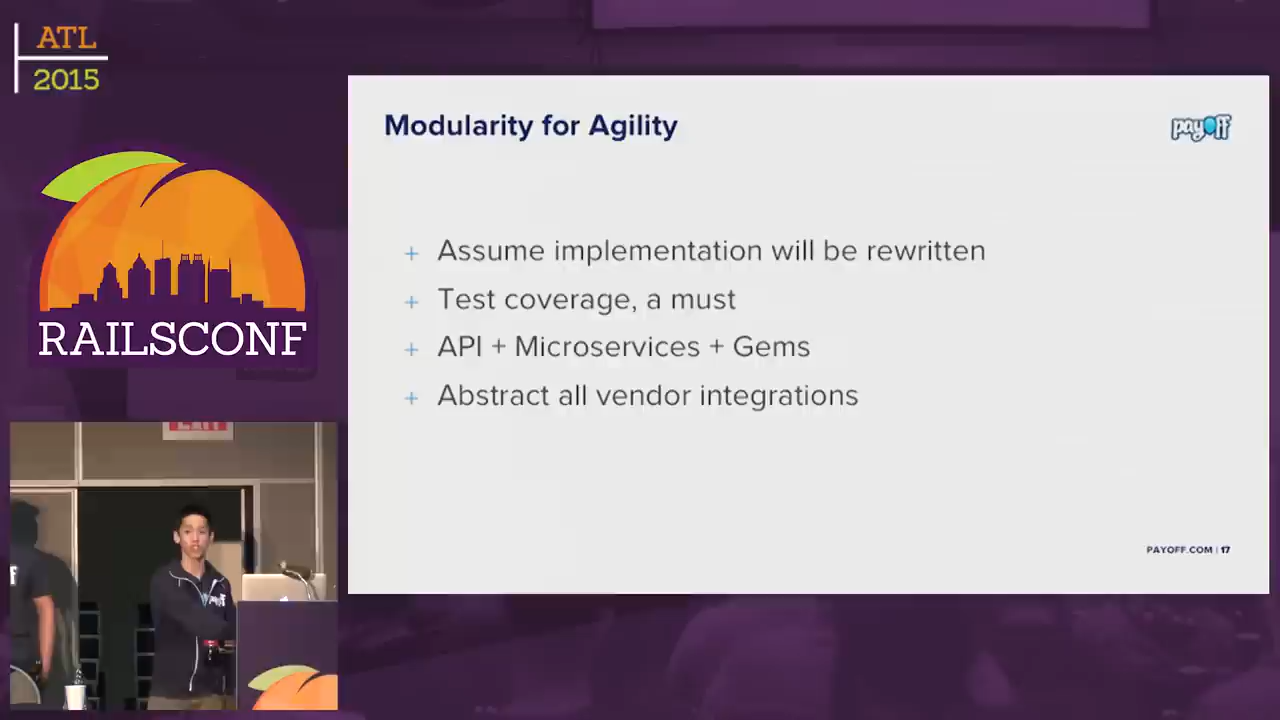 ATL
2015
RAILSCONF
Modularity for Agility
payoff
+ Assume implementation will be rewritten
+ Test coverage, a must
+ API + Microservices + Gems
+ Abstract all vendor integrations
PAYOFF.COM | 17
EXIT